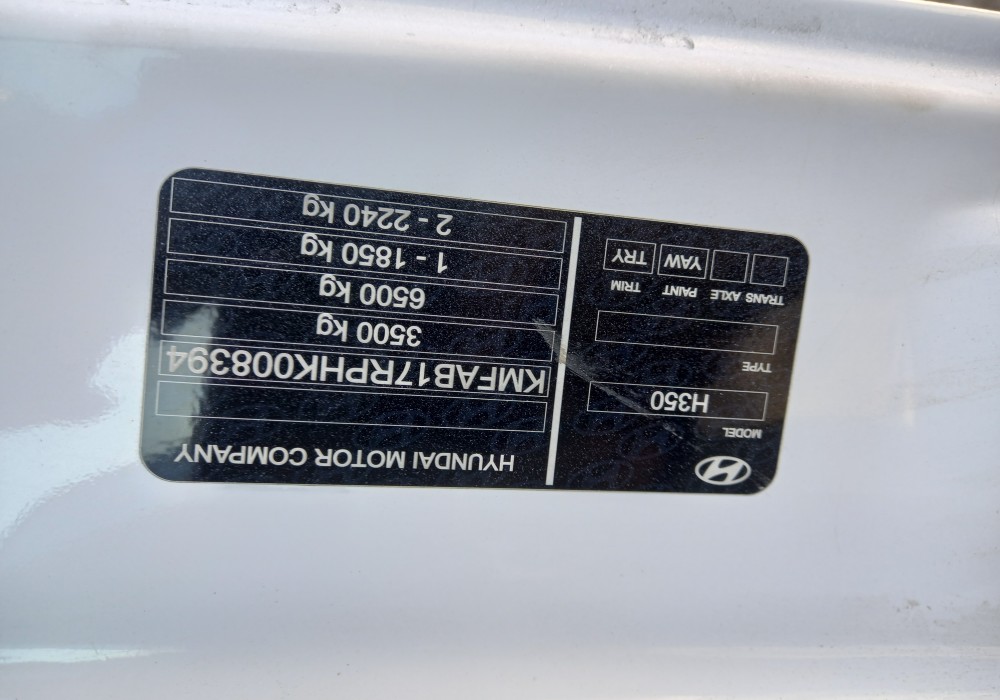 HYUNDAI MOTOR COMPANY
KMFAB17RPHK008394
3500 kg
6500 kg
1 - 1850 kg
2 - 2240 kg
MODEL
H350
TYPE
TRANS AXLE PAINT TRIM
YAW TRY